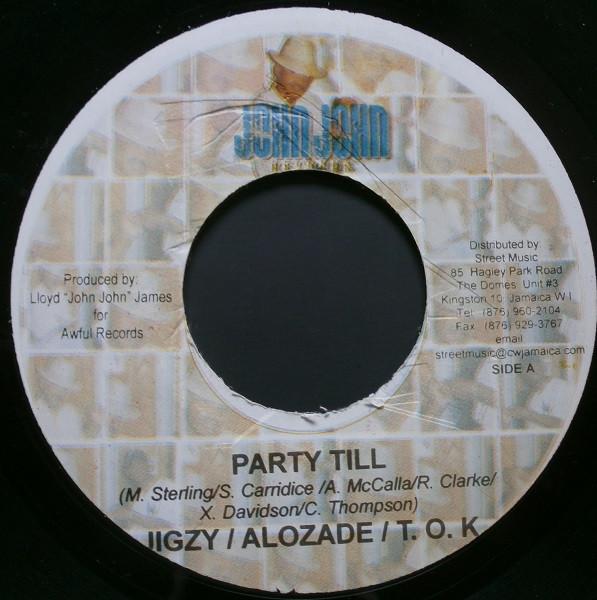 JOHN JOHN
RECORDS
Produced by:
Lloyd "John John" James
for
Awful Records
Distributed by:
Street Music
85 Hagley Park Road
The Domes Unit #3
Kingston 10, Jamaica W.I
Tel: (876) 960-2104
Fax (876) 929-3767
email
streetmusic@cwjamaica.com
SIDE A
PARTY TILL
(M. Sterling/S. Carridice /A. McCalla/R. Clarke/
X. Davidson/C. Thompson)
JIGZY / ALOZADE / T. O. K